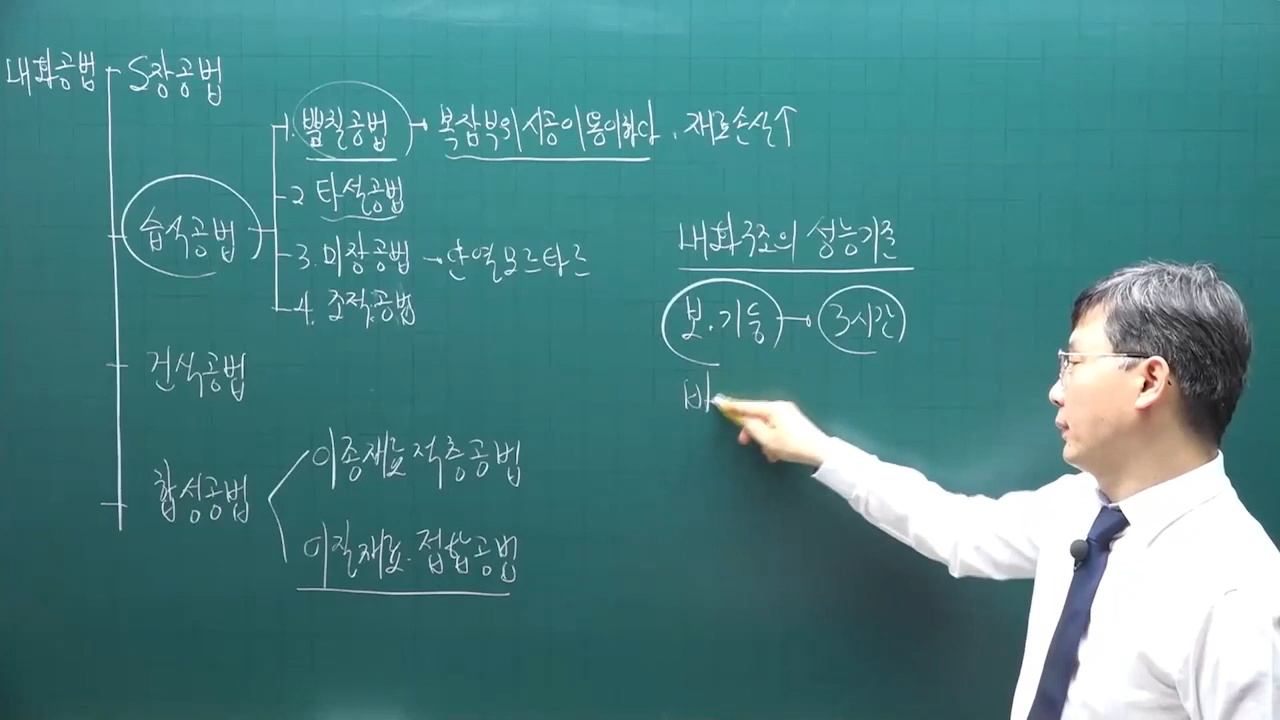 내화공법
S장공법
습식공법
1. 뿜칠공법 → 복잡부위 시공이 용이하다. 재료손실↑
2 타설공법
3. 미장공법 → 단열모르타르
4. 조적공법
건식공법
합성공법
이종재료 적층공법
이질재료. 접합공법
내화구조의 성능기준
보.기둥 → 3시간
바